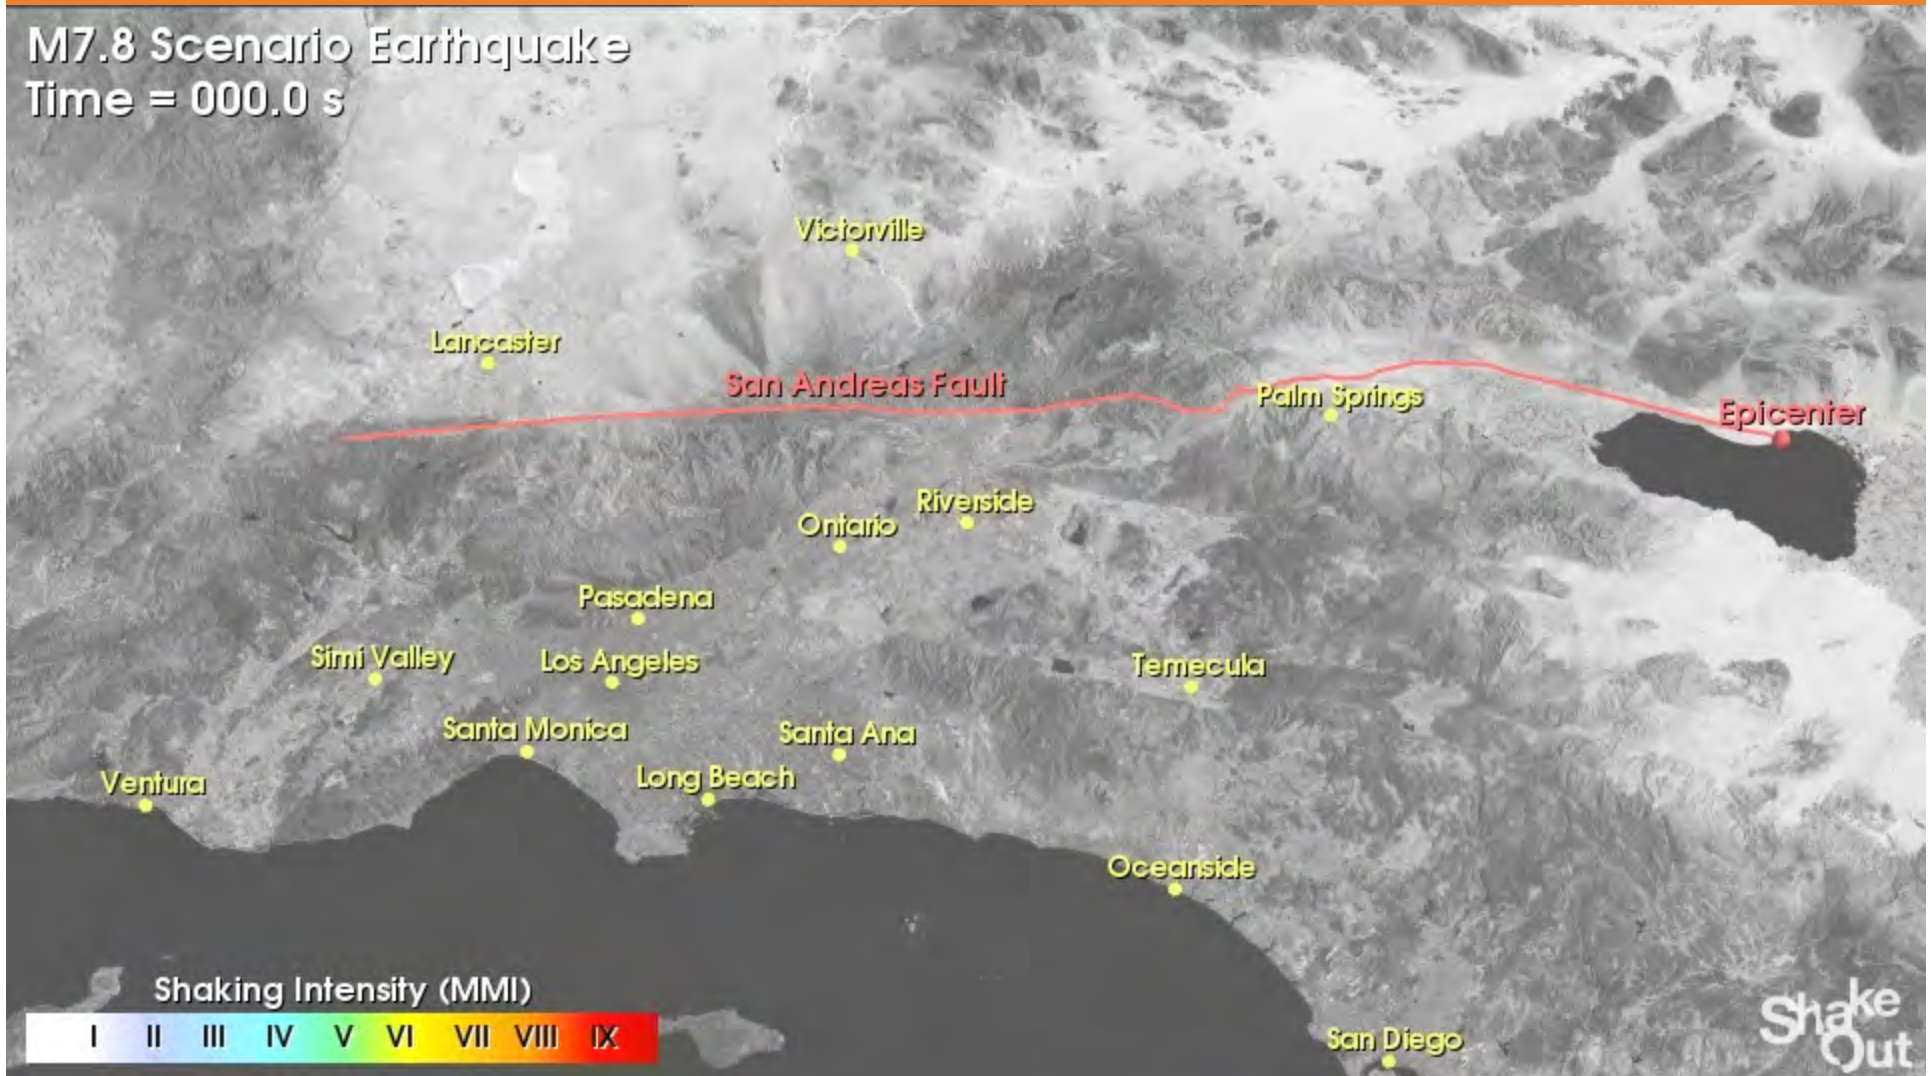 M7.8 Scenario Earthquake
Time = 000.0 s
Victorville
Lancaster
San Andreas Fault
Palm Springs
Epicenter
Riverside
Ontario
Pasadena
Simi Valley
Los Angeles
Temecula
Santa Monica
Santa Ana
Ventura
Long Beach
Oceanside
Shaking Intensity (MMI)
I II III IV V VI VII VIII IX
San Diego
Shake
Out